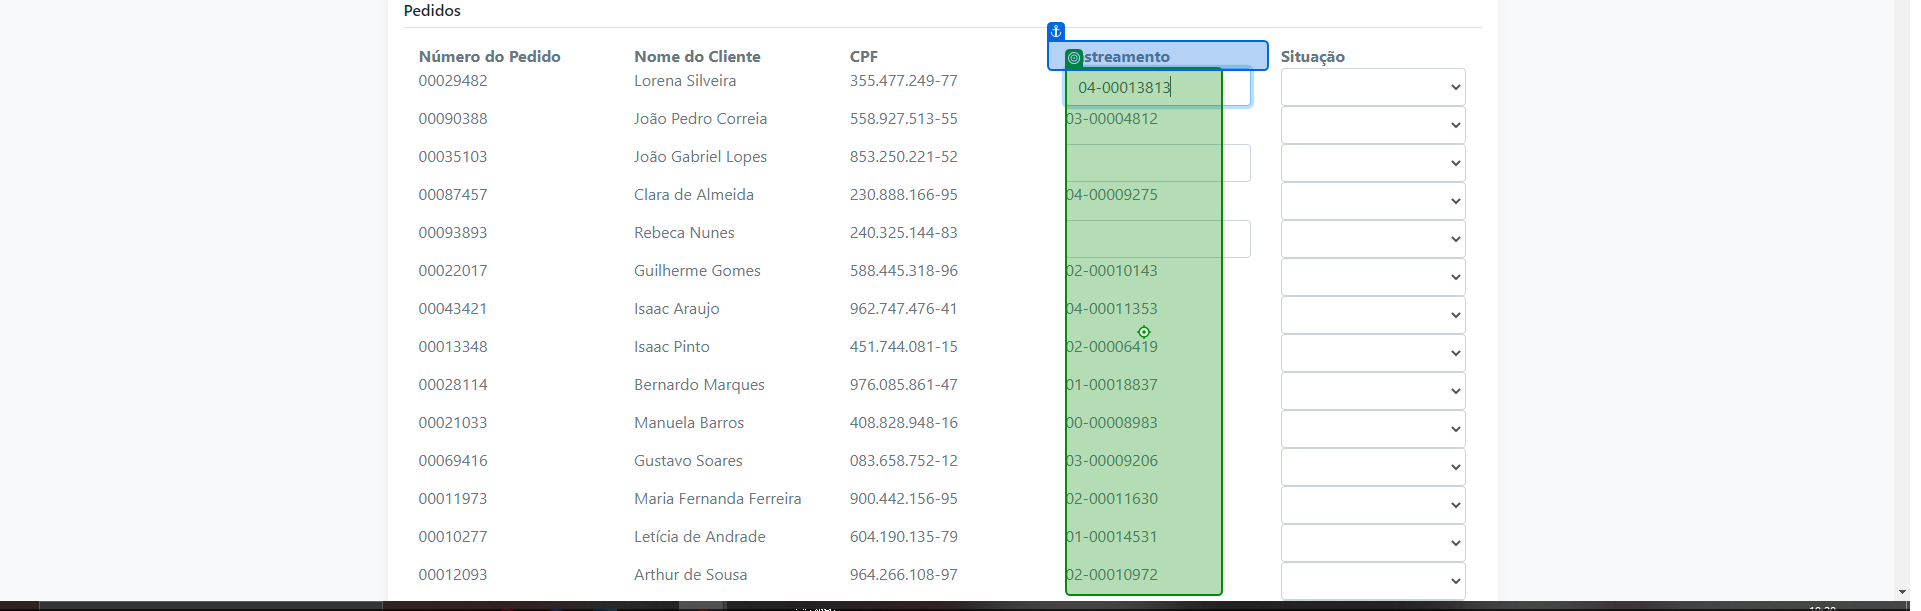 Pedidos
Número do Pedido Nome do Cliente CPF streamento Situação
00029482 Lorena Silveira 355.477.249-77 04-00013813
00090388 João Pedro Correia 558.927.513-55 03-00004812
00035103 João Gabriel Lopes 853.250.221-52
00087457 Clara de Almeida 230.888.166-95 04-00009275
00093893 Rebeca Nunes 240.325.144-83
00022017 Guilherme Gomes 588.445.318-96 02-00010143
00043421 Isaac Araujo 962.747.476-41 04-00011353
00013348 Isaac Pinto 451.744.081-15 02-00006419
00028114 Bernardo Marques 976.085.861-47 01-00018837
00021033 Manuela Barros 408.828.948-16 00-00008983
00069416 Gustavo Soares 083.658.752-12 03-00009206
00011973 Maria Fernanda Ferreira 900.442.156-95 02-00011630
00010277 Letícia de Andrade 604.190.135-79 01-00014531
00012093 Arthur de Sousa 964.266.108-97 02-00010972